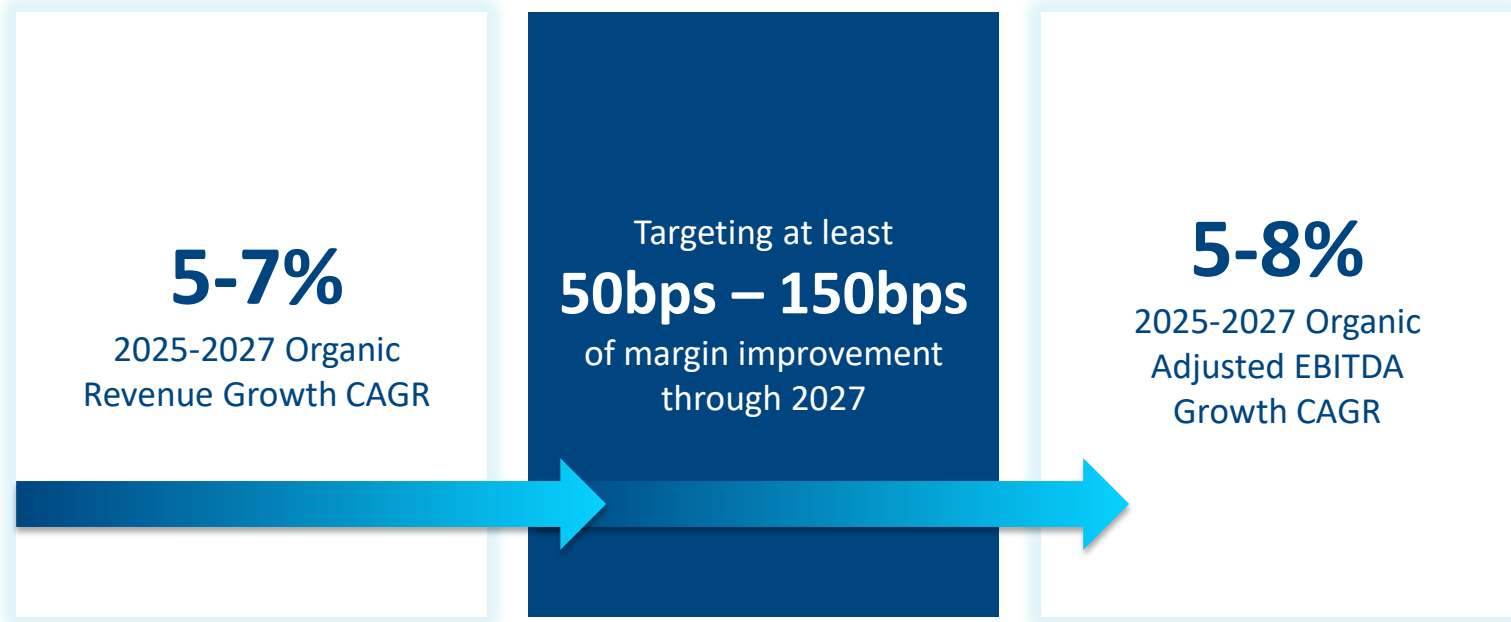 5-7%
2025-2027 Organic
Revenue Growth CAGR
Targeting at least
50bps – 150bps
of margin improvement
through 2027
5-8%
2025-2027 Organic
Adjusted EBITDA
Growth CAGR